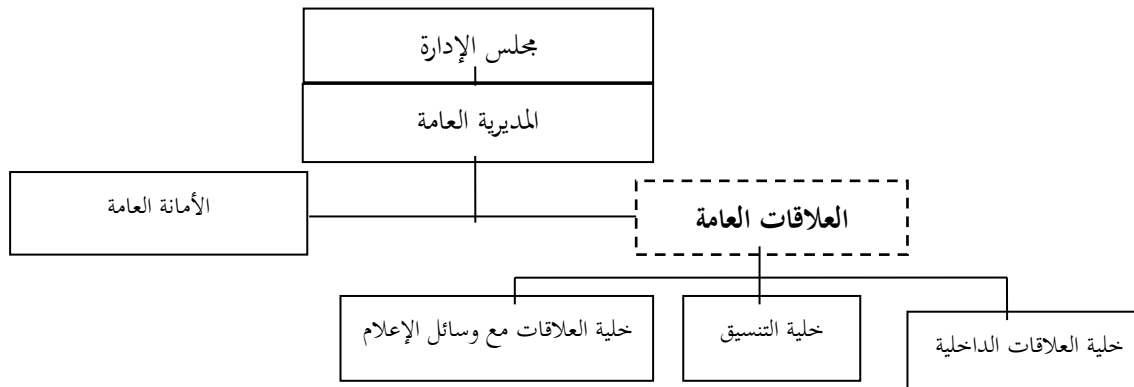 مجلس الإدارة
المديرية العامة
العلاقات العامة
الأمانة العامة
خلية العلاقات الداخلية
خلية التنسيق
خلية العلاقات مع وسائل الإعلام